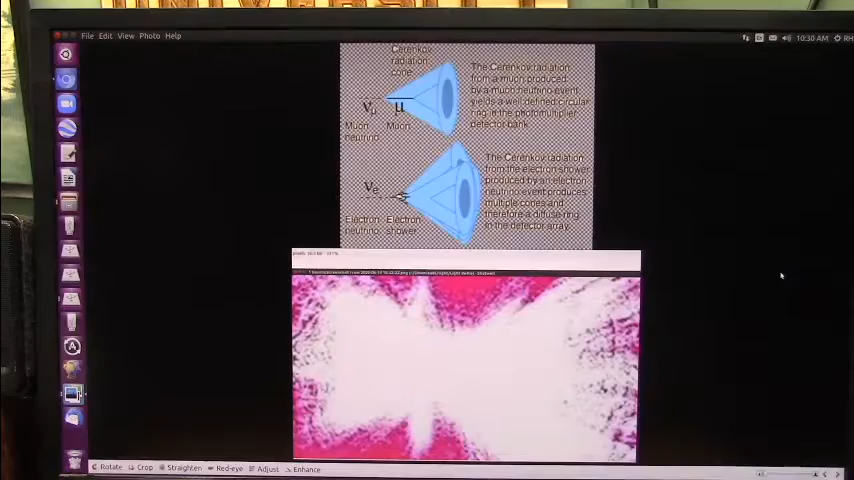 File Edit View Photo Help
10:30 AM
Cerenkov
radiation
cone
The Cerenkov radiation
from a muon produced
by a muon neutrino event
yields a well defined circular
ring in the photomultiplier
detector bank.
νμ μ
Muon Muon
neutrino
The Cerenkov radiation
from the electron shower
produced by an electron
neutrino event produces
multiple cones and
therefore a diffuse ring
in the detector array.
νe
Electron Electron
neutrino shower
Rotate Crop Straighten Red-eye Adjust Enhance